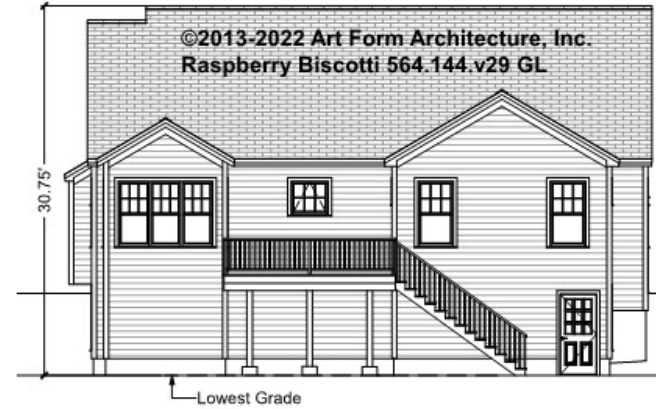 ©2013-2022 Art Form Architecture, Inc.
Raspberry Biscotti 564.144.v29 GL
30.75'
Lowest Grade